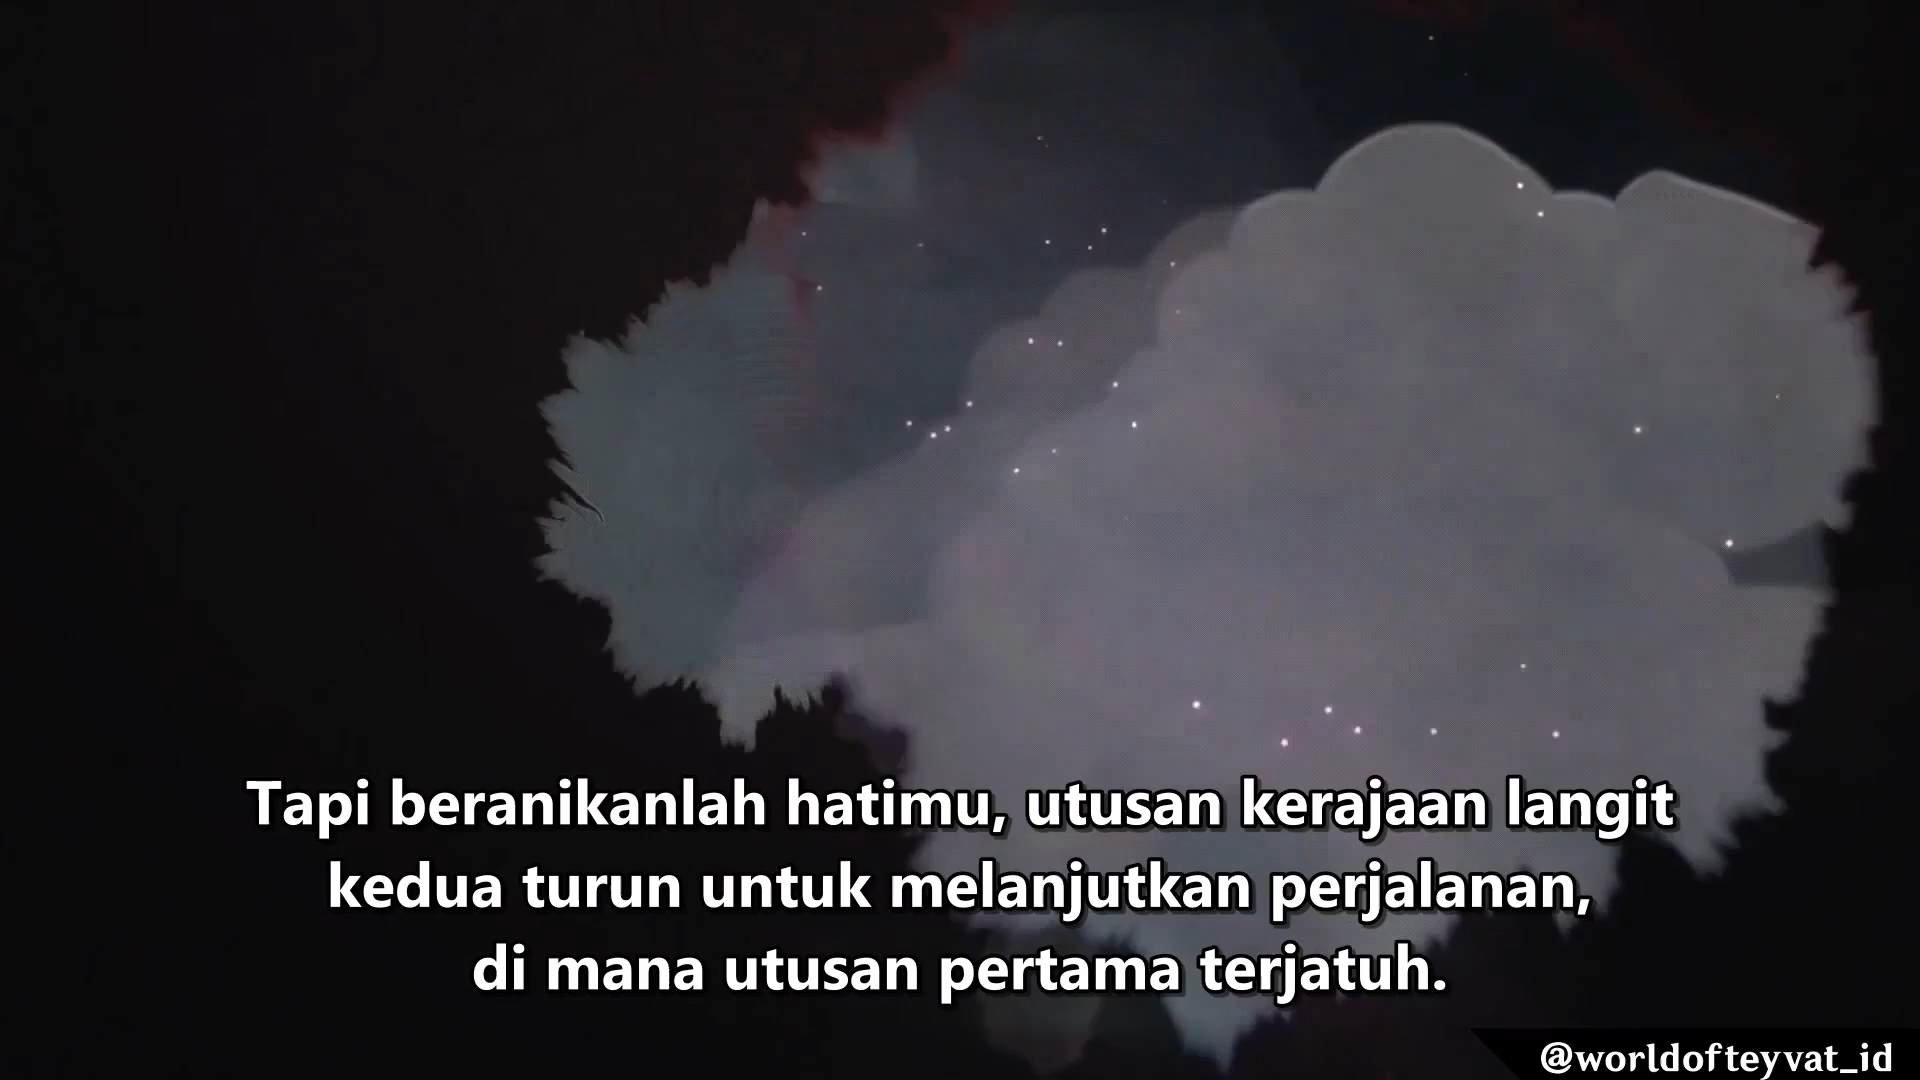 Tapi beranikanlah hatimu, utusan kerajaan langit
kedua turun untuk melanjutkan perjalanan,
di mana utusan pertama terjatuh.
@worldofteyvat_id